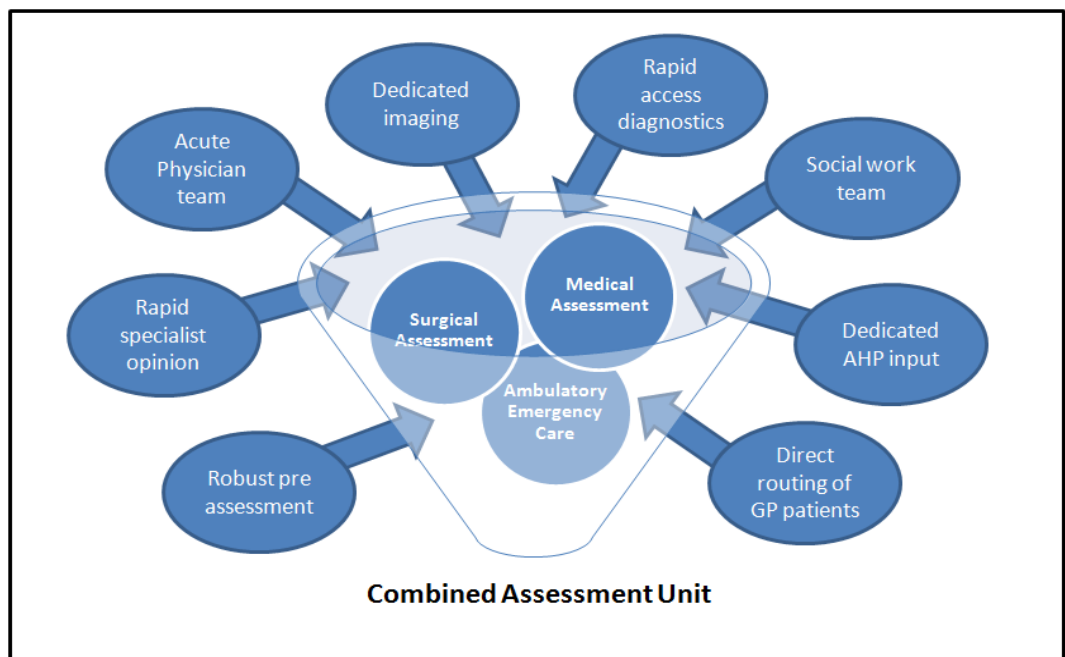 Dedicated
imaging
Rapid
access
diagnostics
Acute
Physician
team
Social work
team
Rapid
specialist
opinion
Surgical
Assessment
Medical
Assessment
Dedicated
AHP input
Ambulatory
Emergency
Care
Robust pre
assessment
Direct
routing of
GP patients
Combined Assessment Unit